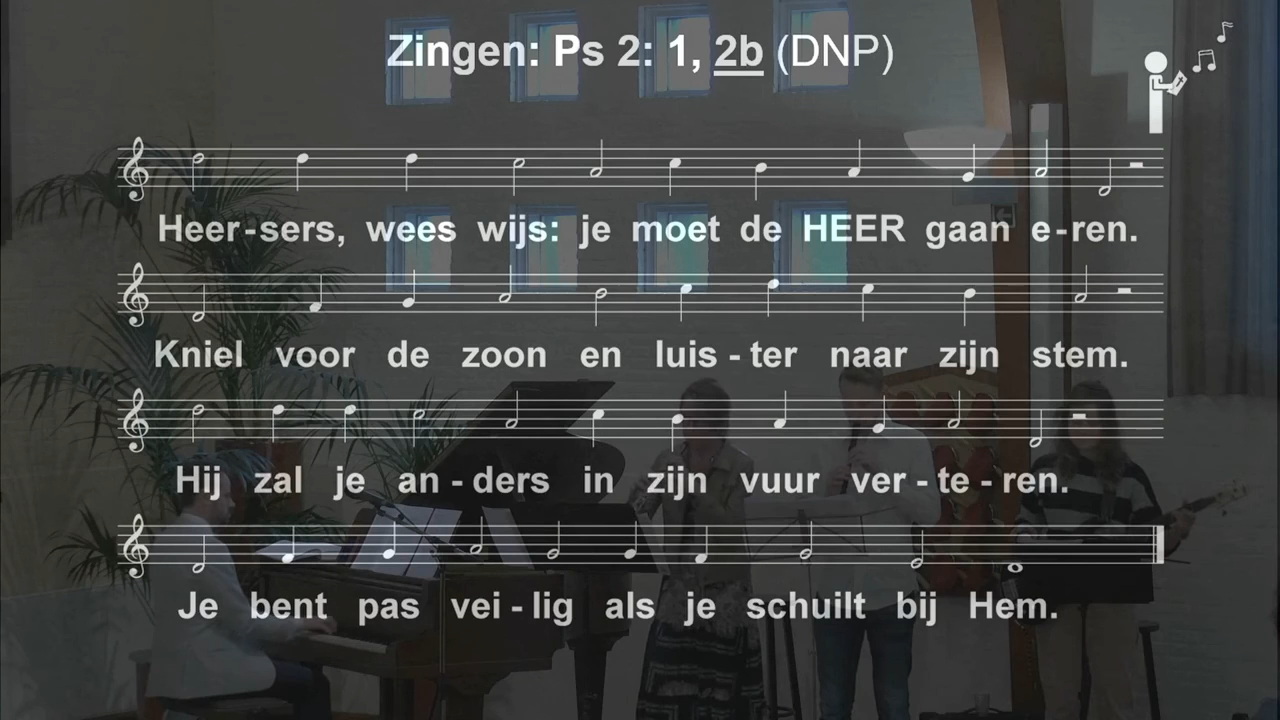 Zingen: Ps 2: 1, 2b (DNP)
Heer-sers, wees wijs: je moet de HEER gaan e-ren.
Kniel voor de zoon en luis-ter naar zijn stem.
Hij zal je an-ders in zijn vuur ver-te-ren.
Je bent pas vei-lig als je schuilt bij Hem.